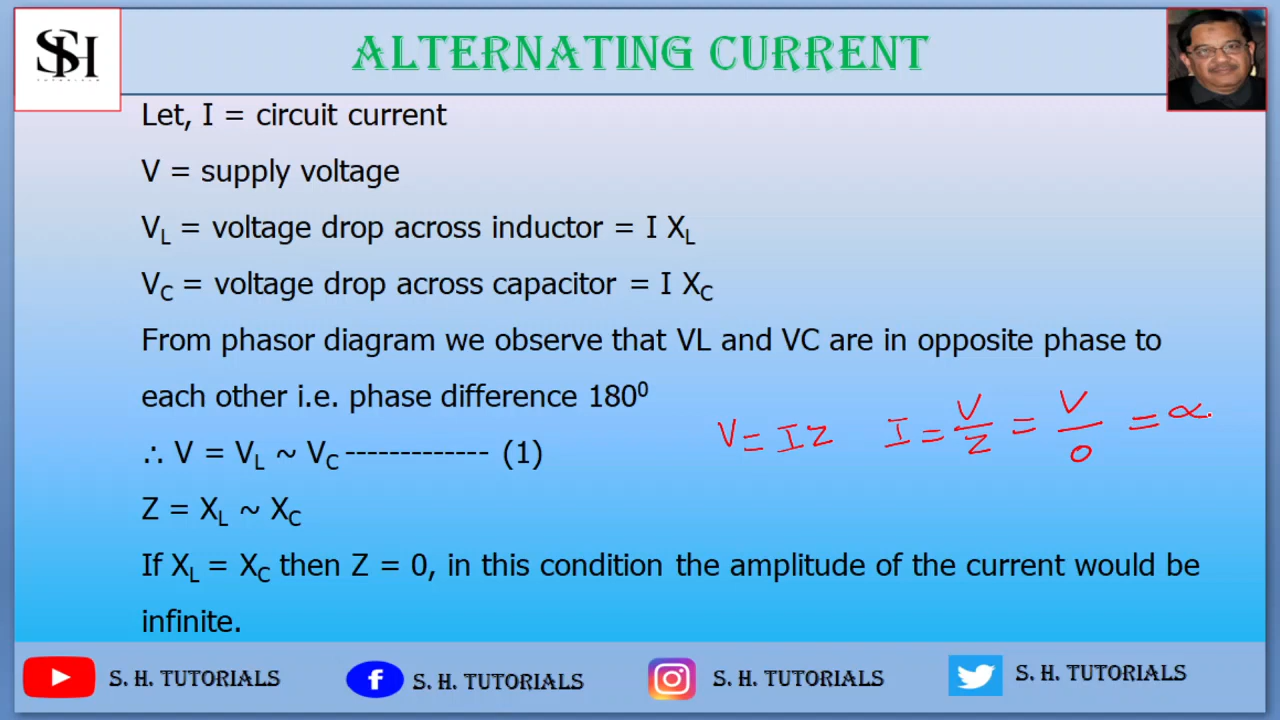 SH
TUTORIALS
ALTERNATING CURRENT
Let, I = circuit current
V = supply voltage
VL = voltage drop across inductor = I XL
VC = voltage drop across capacitor = I XC
From phasor diagram we observe that VL and VC are in opposite phase to
each other i.e. phase difference 180⁰
V = IZ I = V/Z = V/0 = ∝
∴ V = VL ~ VC ------------- (1)
Z = XL ~ XC
If XL = XC then Z = 0, in this condition the amplitude of the current would be
infinite.
S. H. TUTORIALS S. H. TUTORIALS S. H. TUTORIALS S. H. TUTORIALS